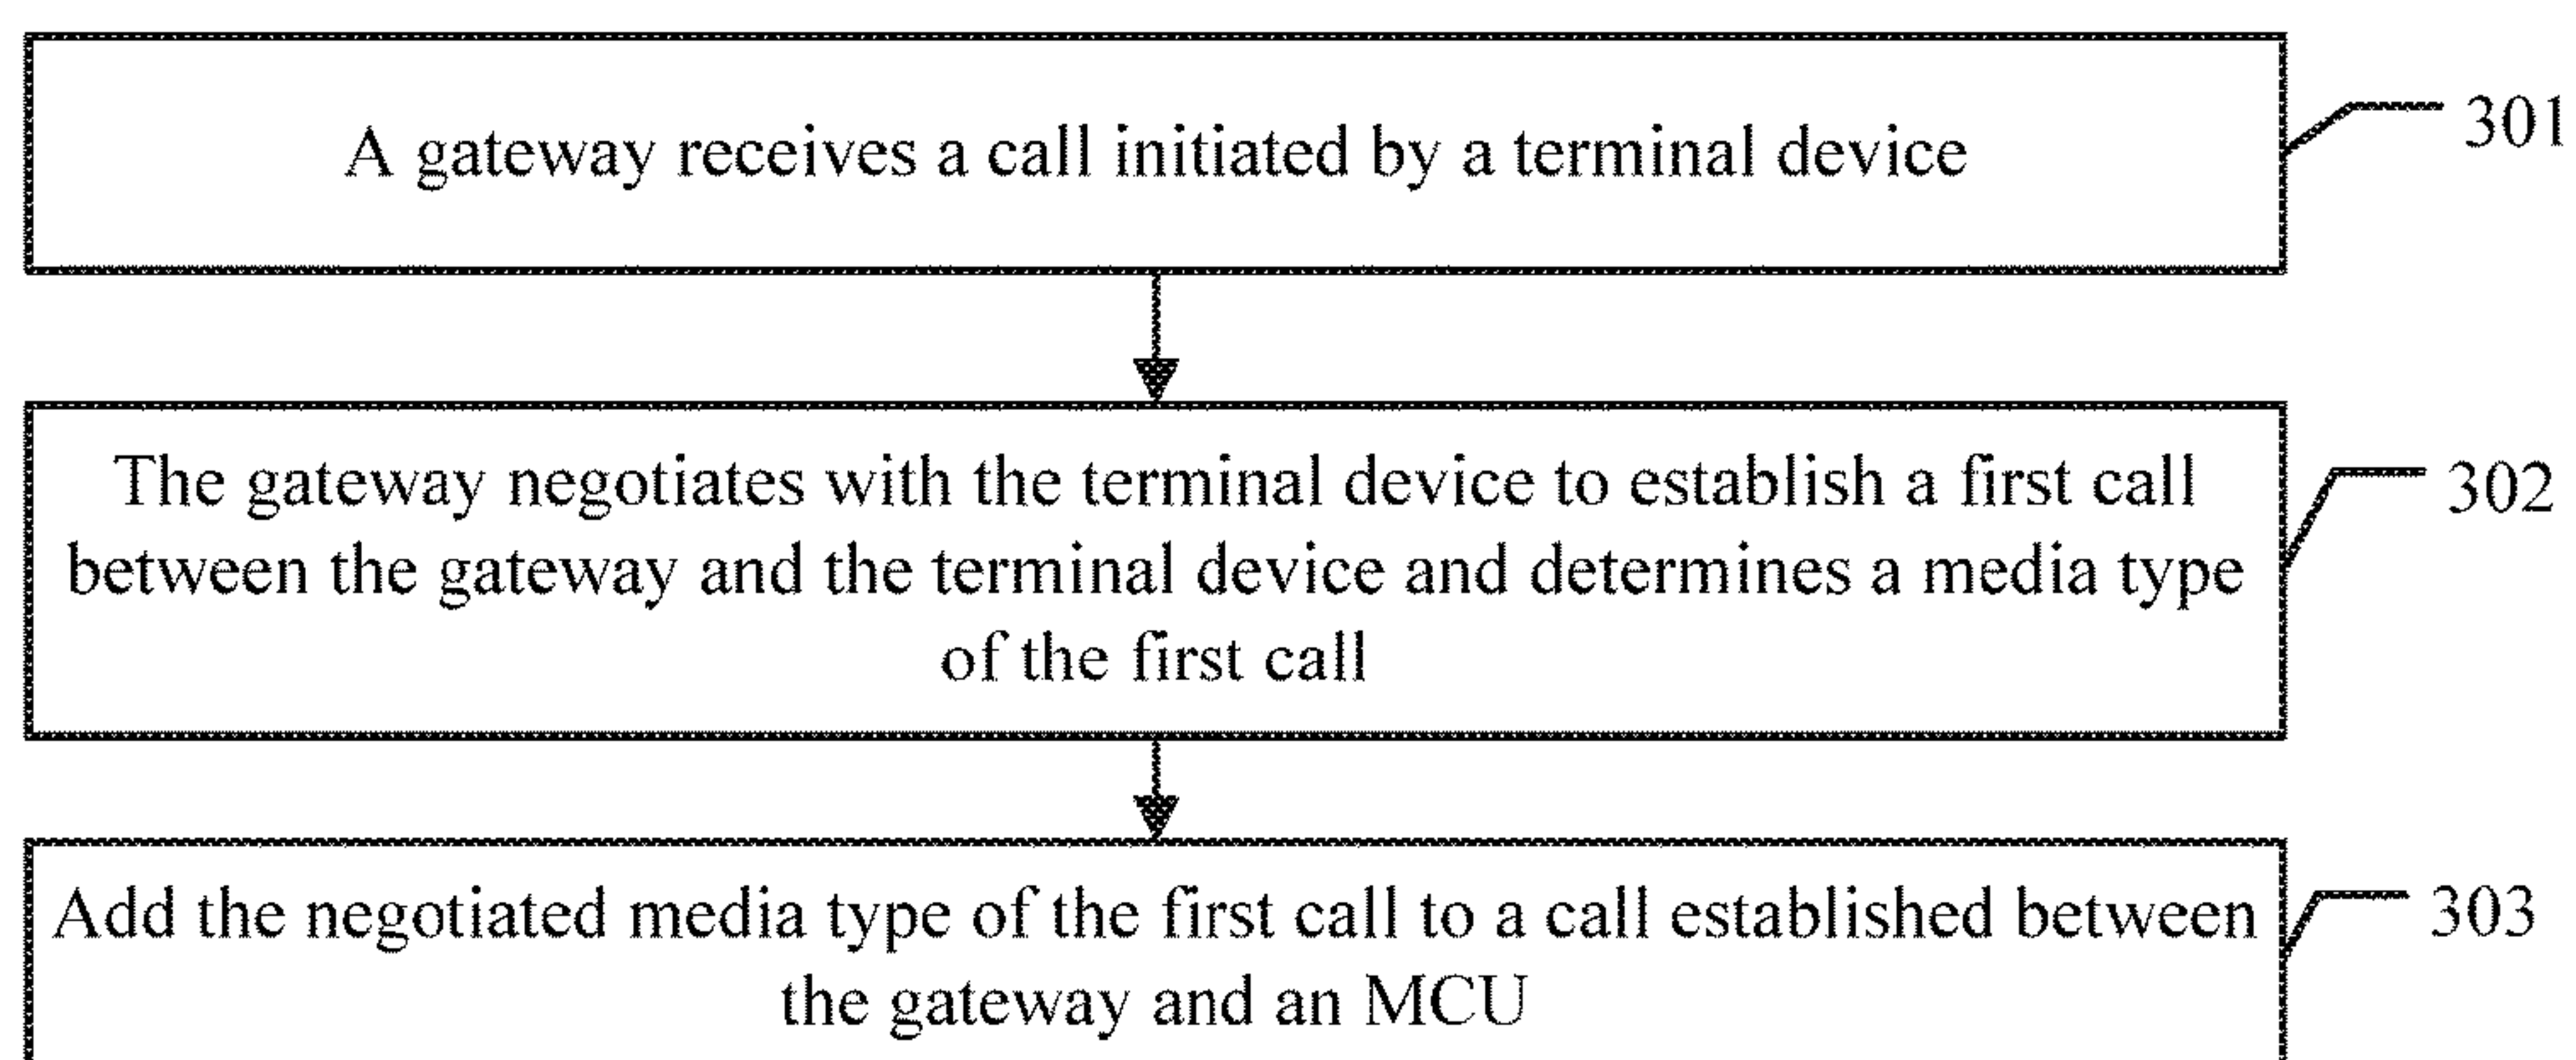 A gateway receives a call initiated by a terminal device
301
The gateway negotiates with the terminal device to establish a first call
between the gateway and the terminal device and determines a media type
of the first call
302
Add the negotiated media type of the first call to a call established between
the gateway and an MCU
303